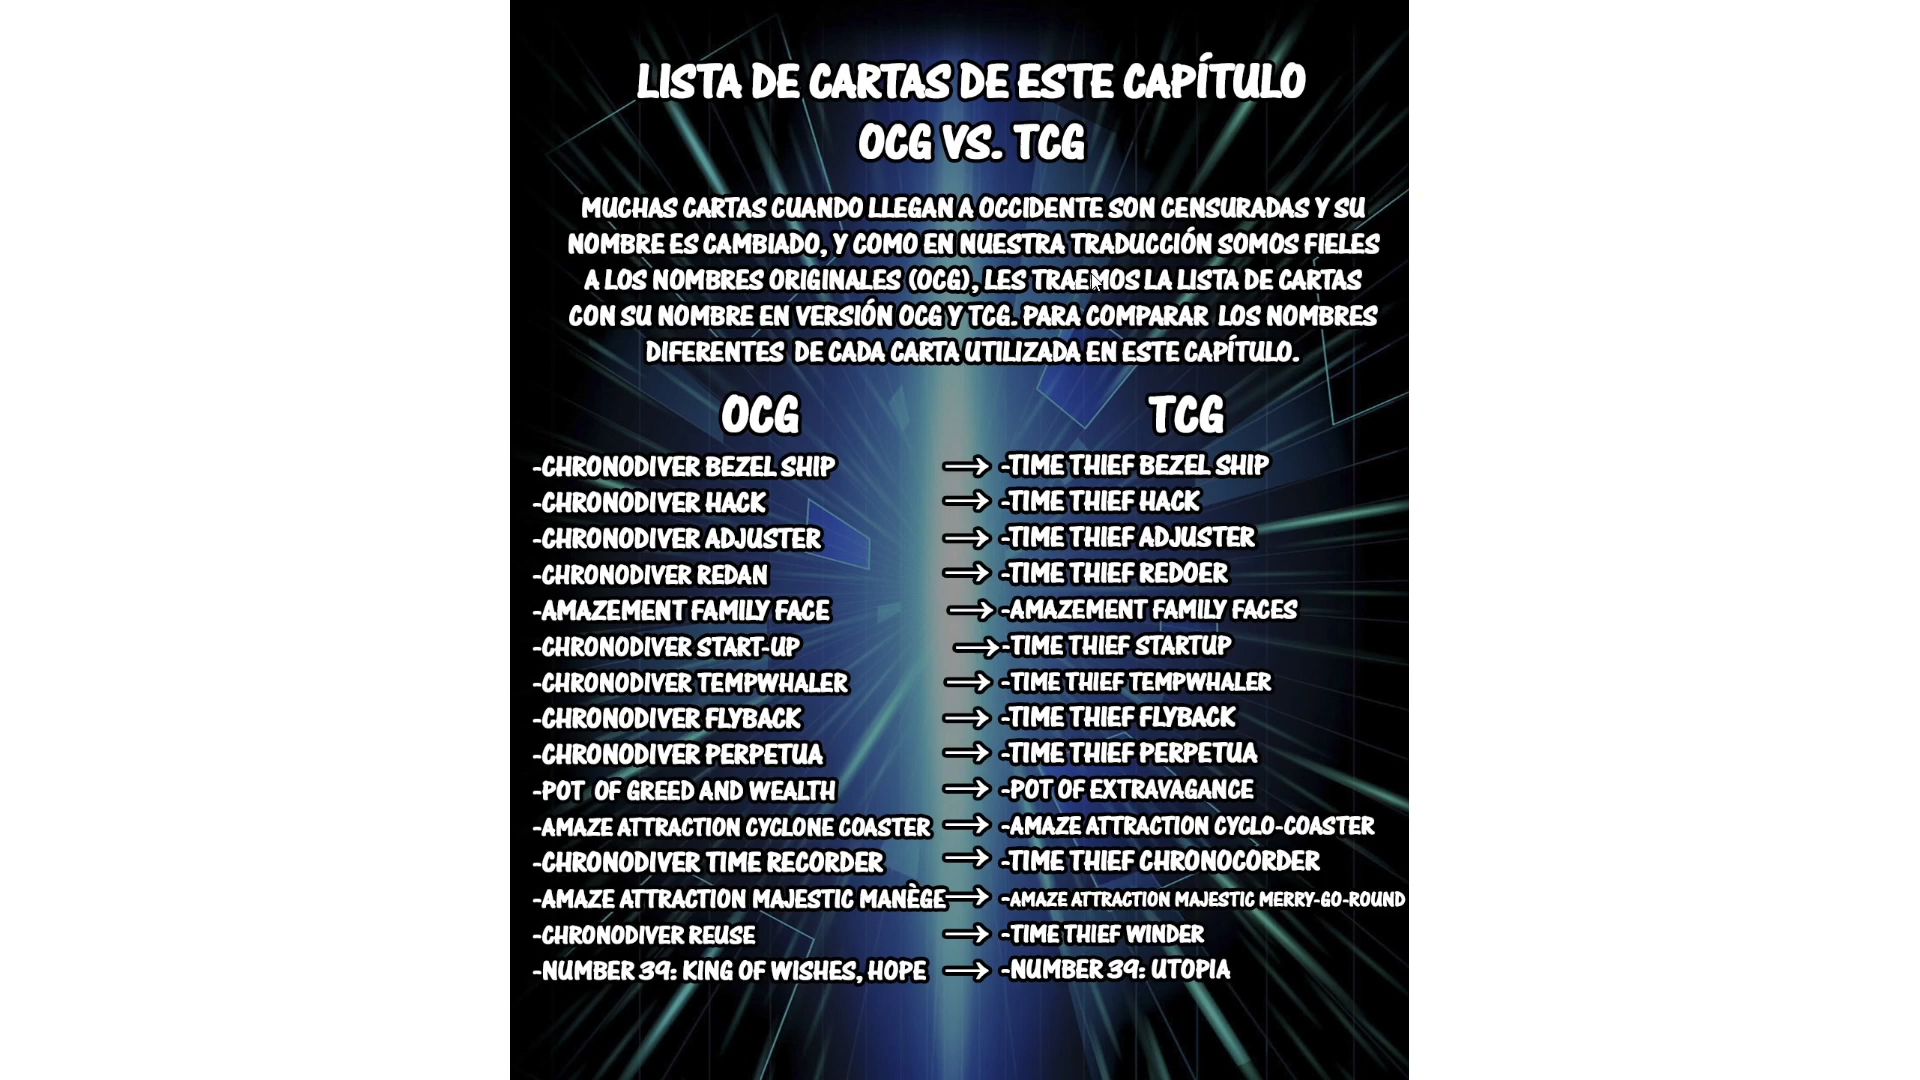 LISTA DE CARTAS DE ESTE CAPÍTULO
OCG VS. TCG
MUCHAS CARTAS CUANDO LLEGAN A OCCIDENTE SON CENSURADAS Y SU
NOMBRE ES CAMBIADO, Y COMO EN NUESTRA TRADUCCIÓN SOMOS FIELES
A LOS NOMBRES ORIGINALES (OCG), LES TRAEMOS LA LISTA DE CARTAS
CON SU NOMBRE EN VERSIÓN OCG Y TCG. PARA COMPARAR LOS NOMBRES
DIFERENTES DE CADA CARTA UTILIZADA EN ESTE CAPÍTULO.
OCG TCG
-CHRONODIVER BEZEL SHIP → -TIME THIEF BEZEL SHIP
-CHRONODIVER HACK → -TIME THIEF HACK
-CHRONODIVER ADJUSTER → -TIME THIEF ADJUSTER
-CHRONODIVER REDAN → -TIME THIEF REDOER
-AMAZEMENT FAMILY FACE → -AMAZEMENT FAMILY FACES
-CHRONODIVER START-UP → -TIME THIEF STARTUP
-CHRONODIVER TEMPWHALER → -TIME THIEF TEMPWHALER
-CHRONODIVER FLYBACK → -TIME THIEF FLYBACK
-CHRONODIVER PERPETUA → -TIME THIEF PERPETUA
-POT OF GREED AND WEALTH → -POT OF EXTRAVAGANCE
-AMAZE ATTRACTION CYCLONE COASTER → -AMAZE ATTRACTION CYCLO-COASTER
-CHRONODIVER TIME RECORDER → -TIME THIEF CHRONOCORDER
-AMAZE ATTRACTION MAJESTIC MANÈGE → -AMAZE ATTRACTION MAJESTIC MERRY-GO-ROUND
-CHRONODIVER REUSE → -TIME THIEF WINDER
-NUMBER 39: KING OF WISHES, HOPE → -NUMBER 39: UTOPIA